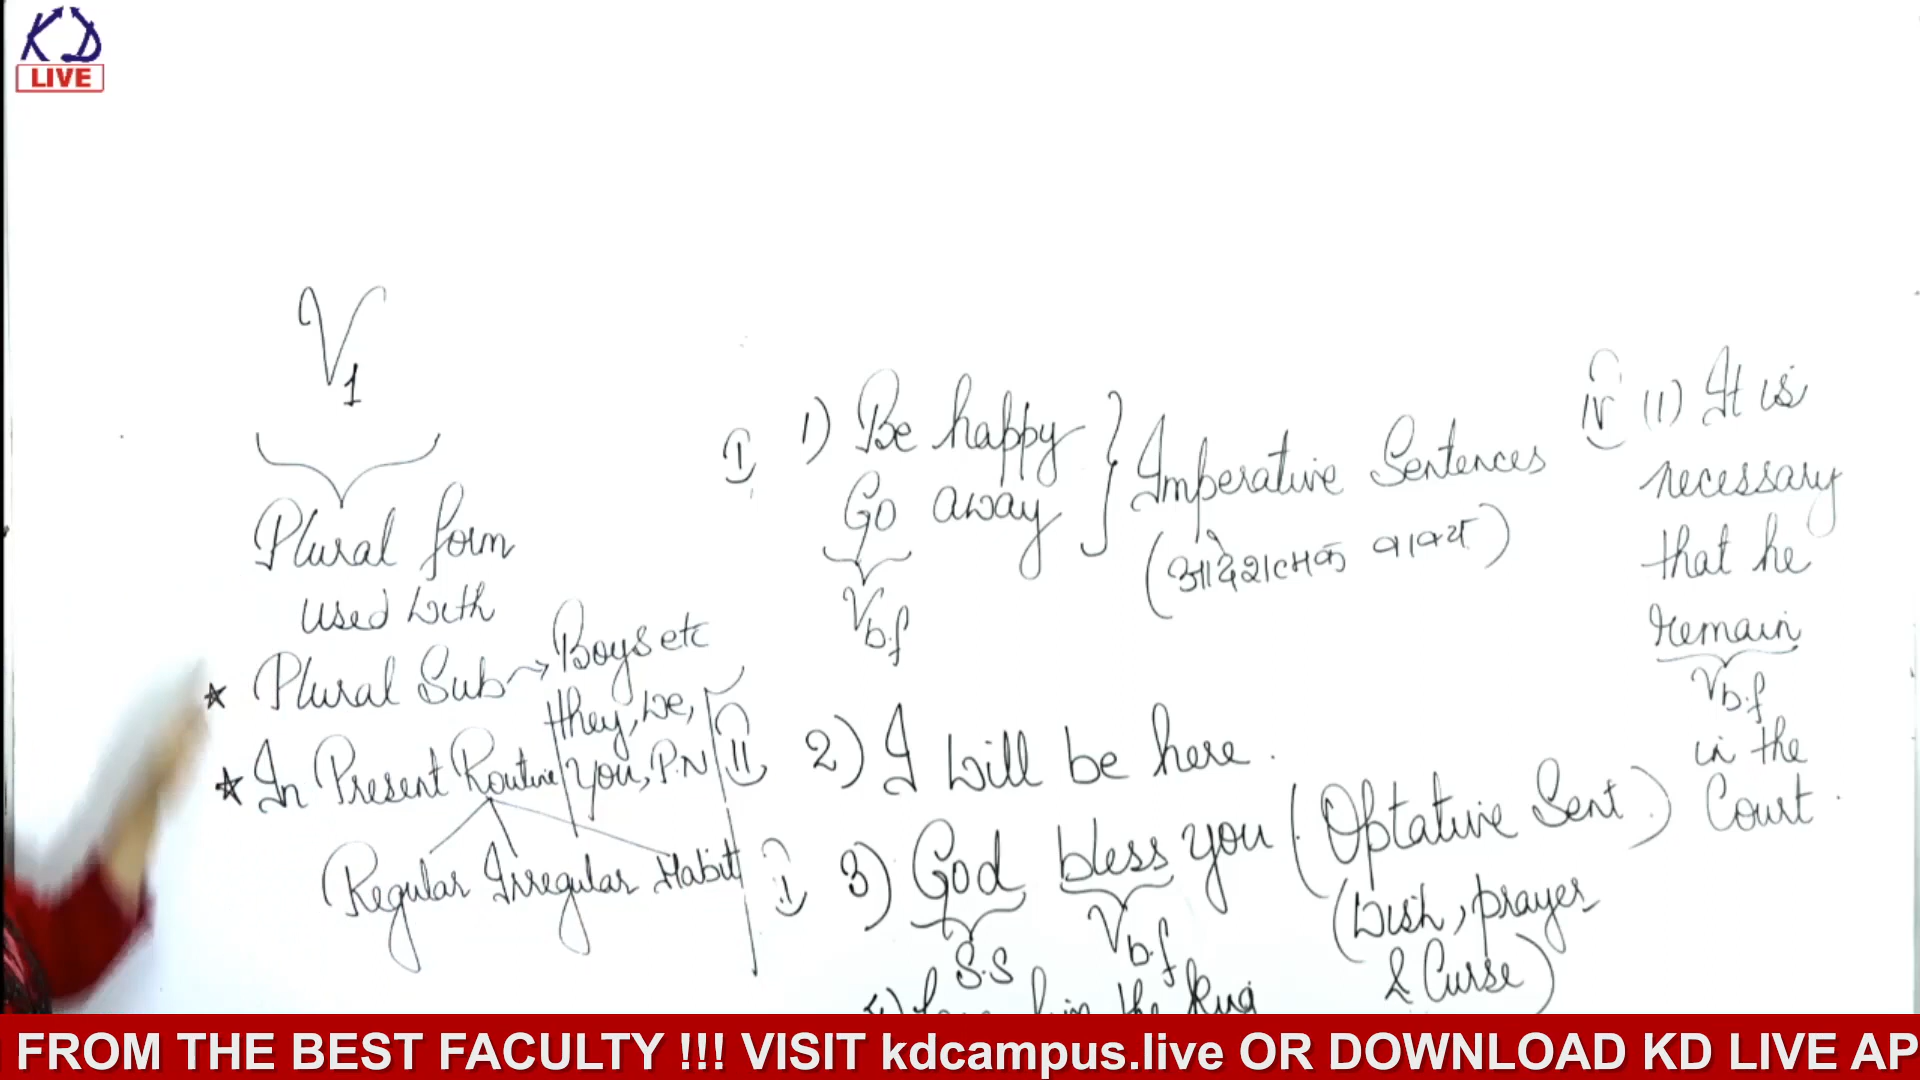 KD
LIVE
V1
Plural form
used with
★ Plural Sub → Boys etc
they, we,
you, P.N
★ In Present Routine
Regular Irregular Habit
I 1) Be happy
Go away
Vb.f
Imperative Sentences
(आदेशात्मक वाक्य)
II 2) I will be here.
I 3) God bless you (Optative Sent.)
S.S Vb.f
(Wish, prayer
& Curse)
IV (1) It is
necessary
that he
remain
Vb.f
in the
Court.
FROM THE BEST FACULTY !!! VISIT kdcampus.live OR DOWNLOAD KD LIVE AP